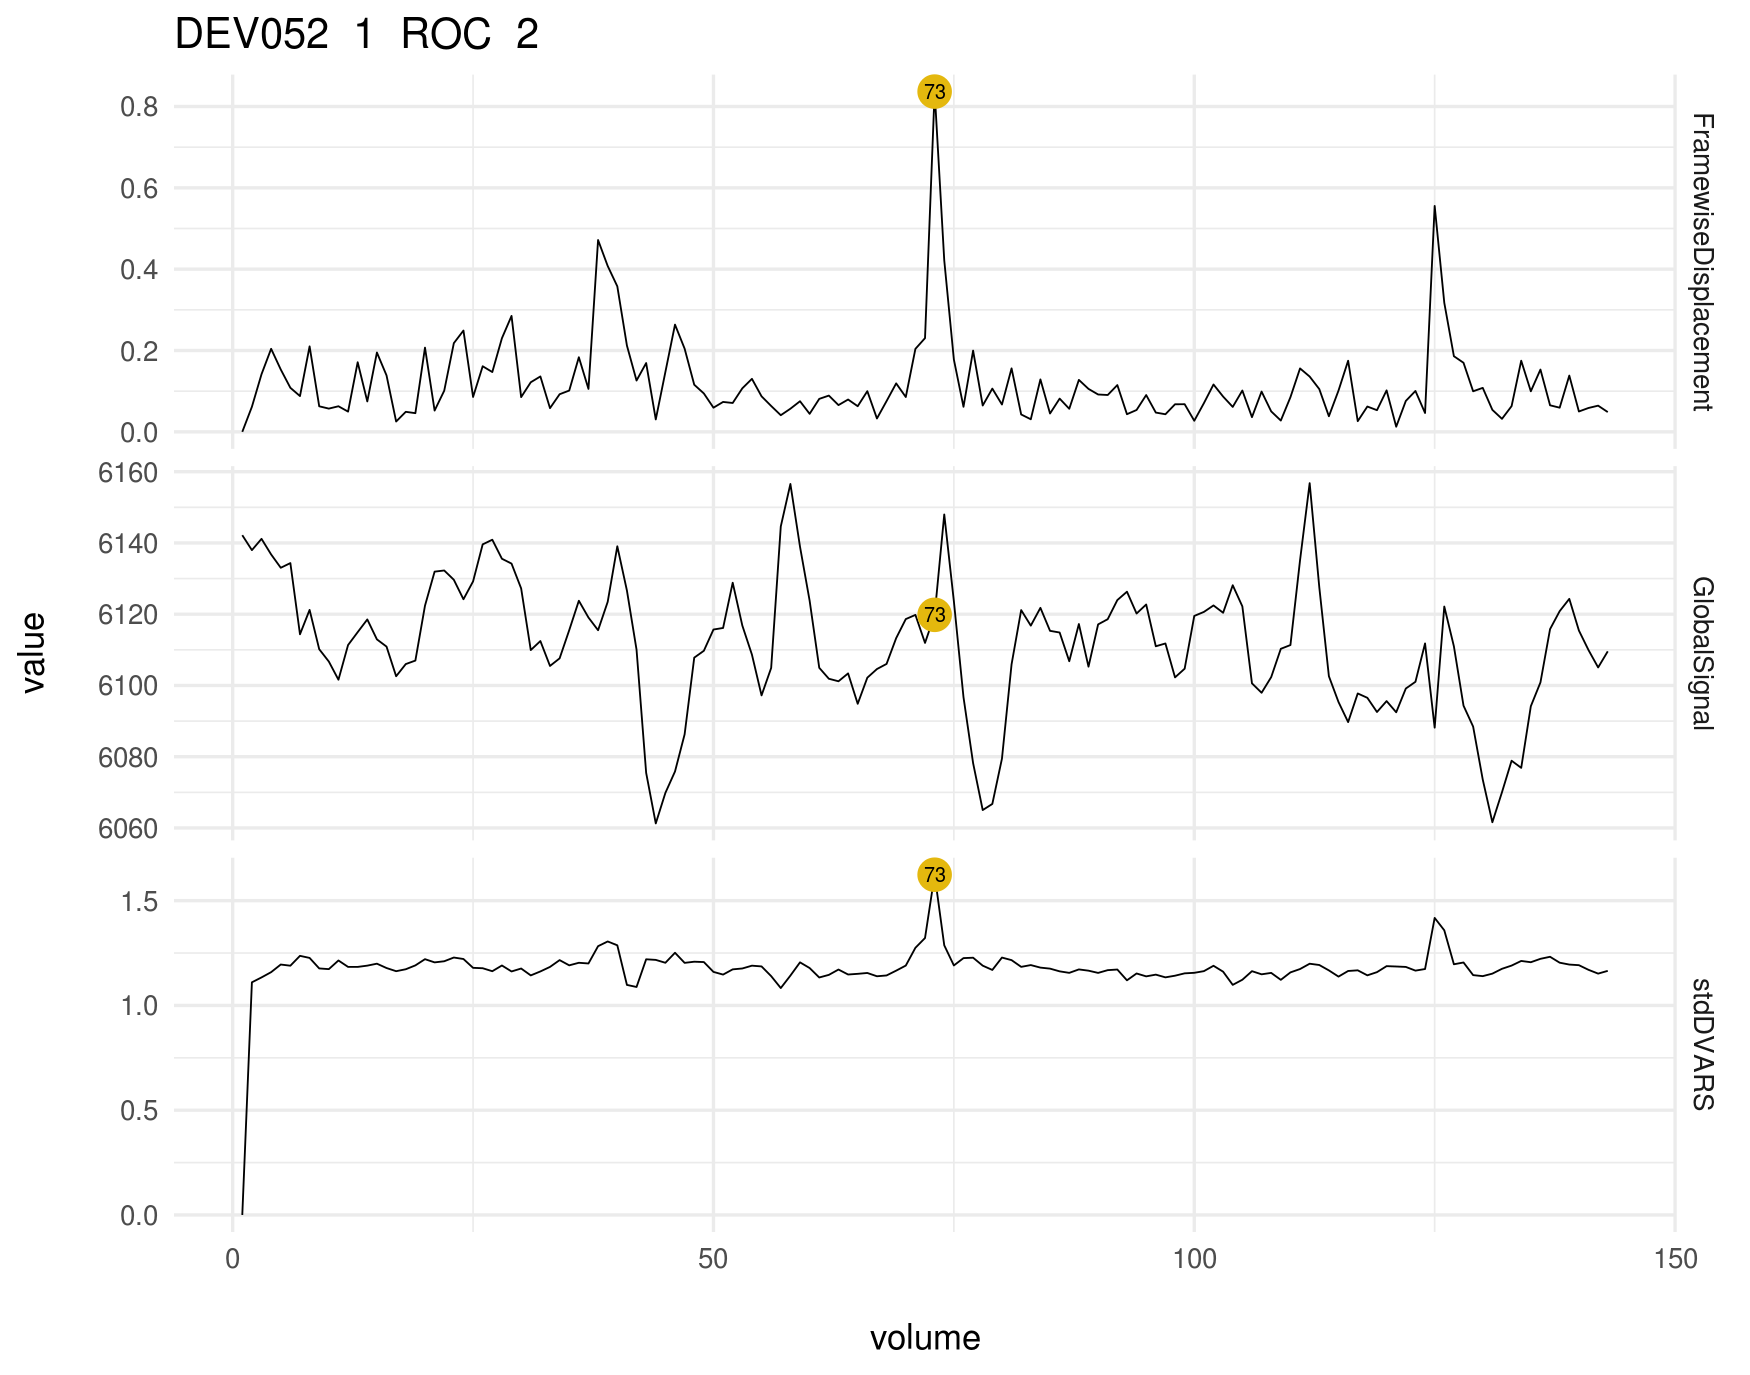 DEV052 1 ROC 2
0.8
0.6
0.4
0.2
0.0
73
FramewiseDisplacement
6160
6140
6120
6100
6080
6060
73
GlobalSignal
1.5
1.0
0.5
0.0
73
stdDVARS
value
0 50 100 150
volume